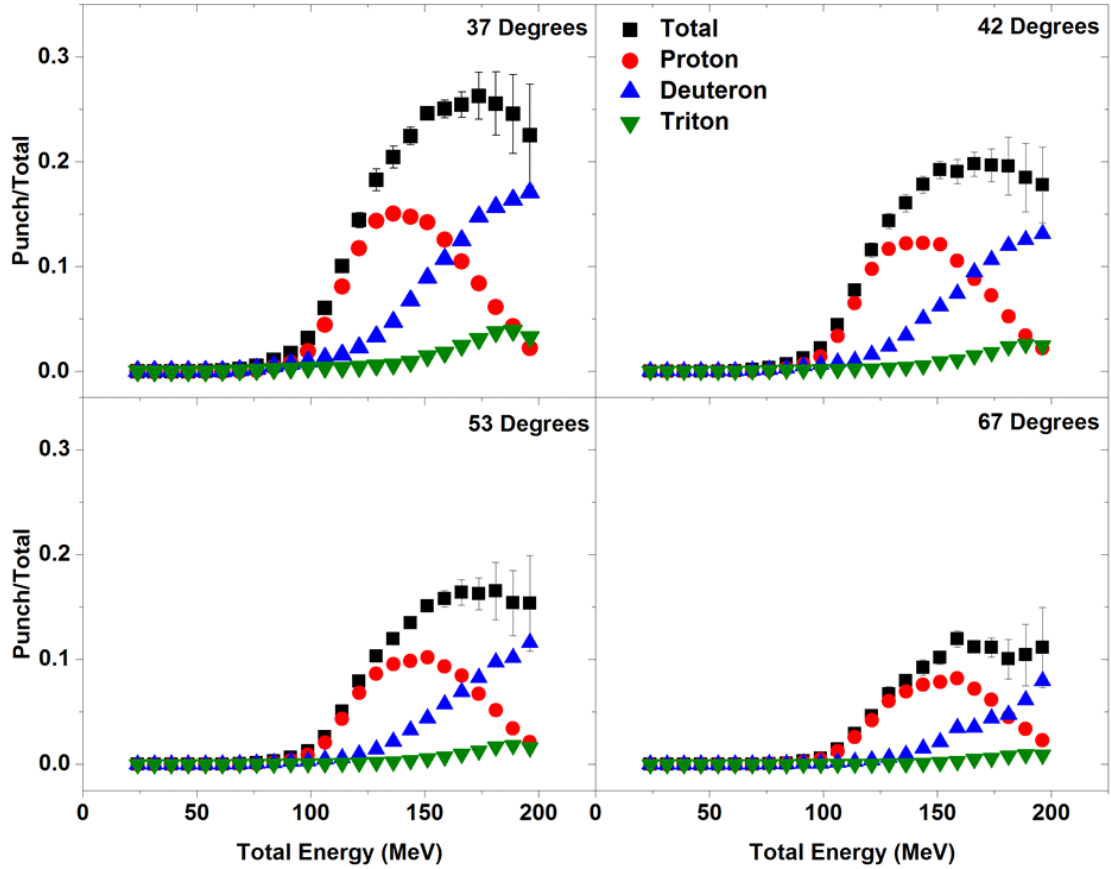 37 Degrees
42 Degrees
Total
Proton
Deuteron
Triton
Punch/Total
0.3
0.2
0.1
0.0
53 Degrees
67 Degrees
Punch/Total
0.3
0.2
0.1
0.0
0 50 100 150 200
0 50 100 150 200
Total Energy (MeV)
Total Energy (MeV)